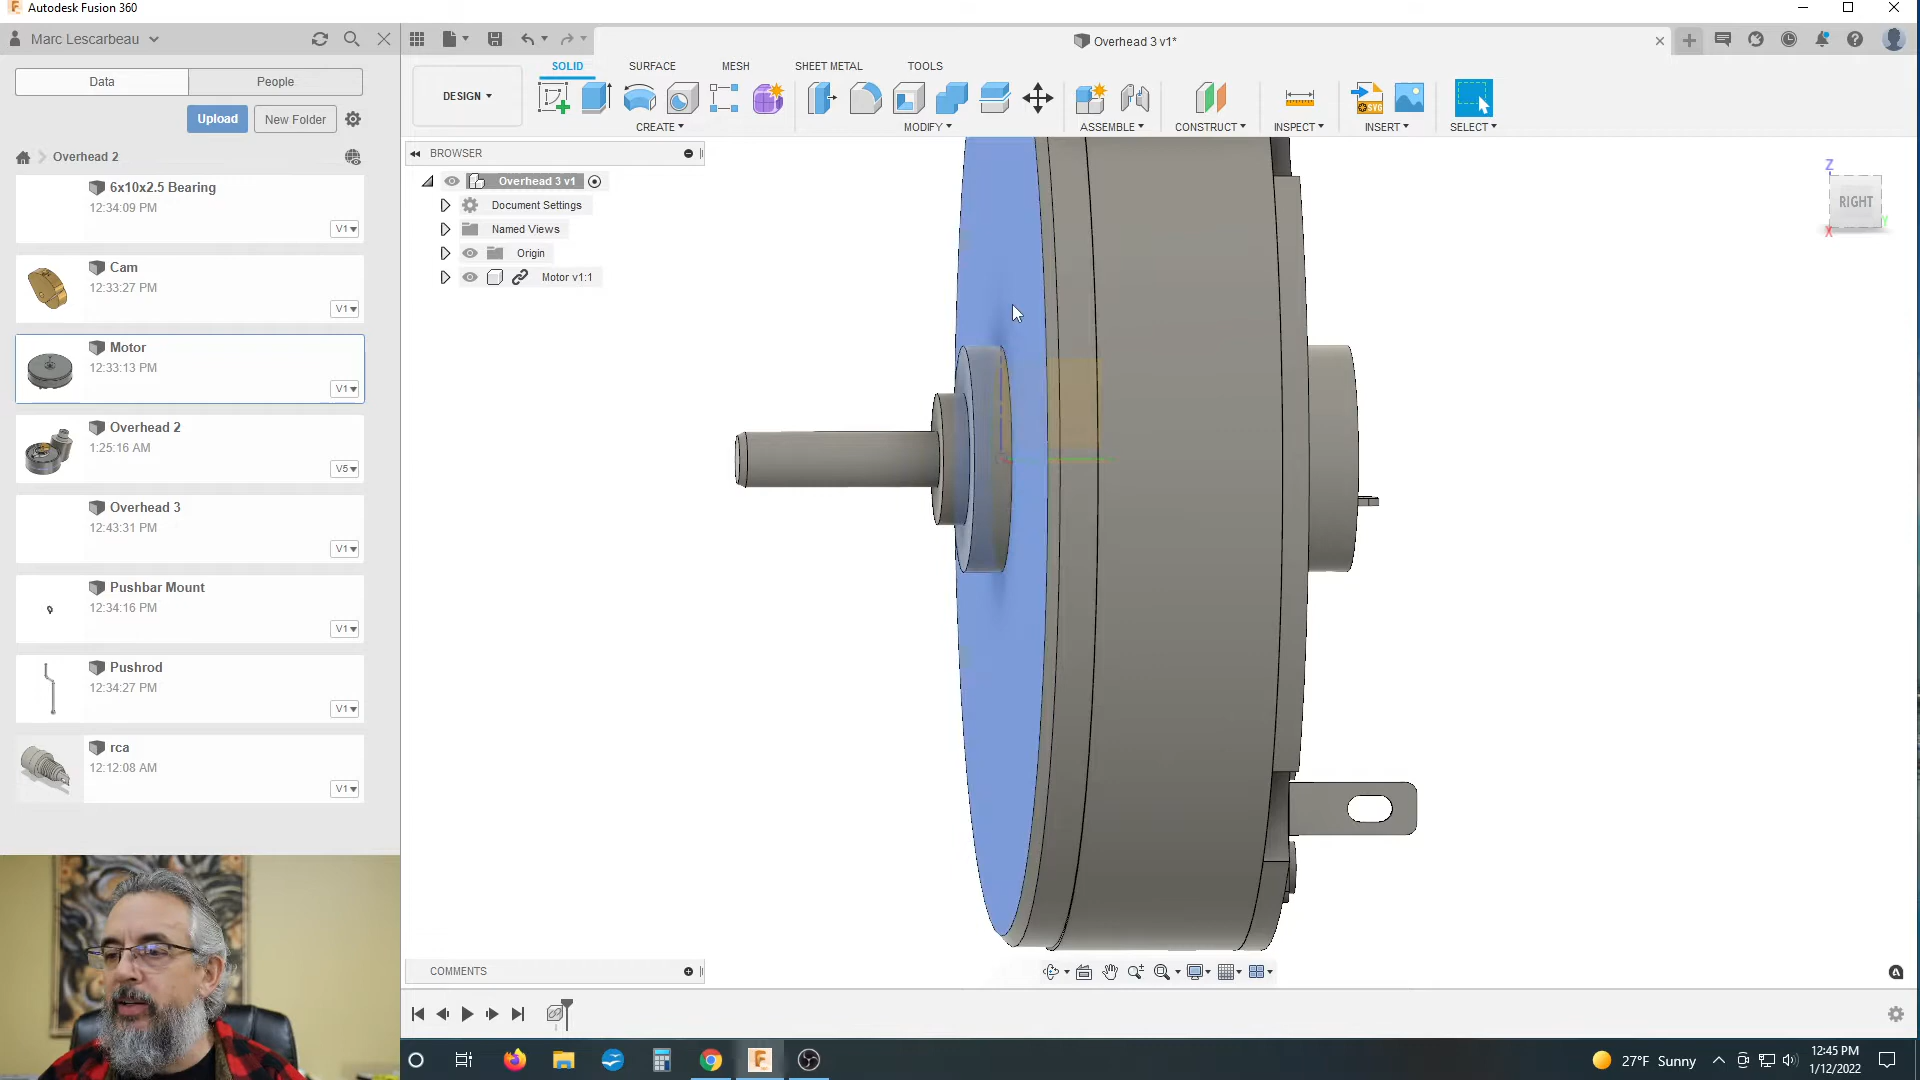 Autodesk Fusion 360
Marc Lescarbeau
Overhead 3 v1*
Data
People
Upload
New Folder
Overhead 2
6x10x2.5 Bearing
12:34:09 PM
V1
Cam
12:33:27 PM
V1
Motor
12:33:13 PM
V1
Overhead 2
1:25:16 AM
V5
Overhead 3
12:43:31 PM
V1
Pushbar Mount
12:34:16 PM
V1
Pushrod
12:34:27 PM
V1
rca
12:12:08 AM
V1
DESIGN
SOLID SURFACE MESH SHEET METAL TOOLS
CREATE MODIFY ASSEMBLE CONSTRUCT INSPECT INSERT SELECT
SVG
BROWSER
Overhead 3 v1
Document Settings
Named Views
Origin
Motor v1:1
Z
RIGHT
Y
X
COMMENTS
27°F Sunny
12:45 PM
1/12/2022